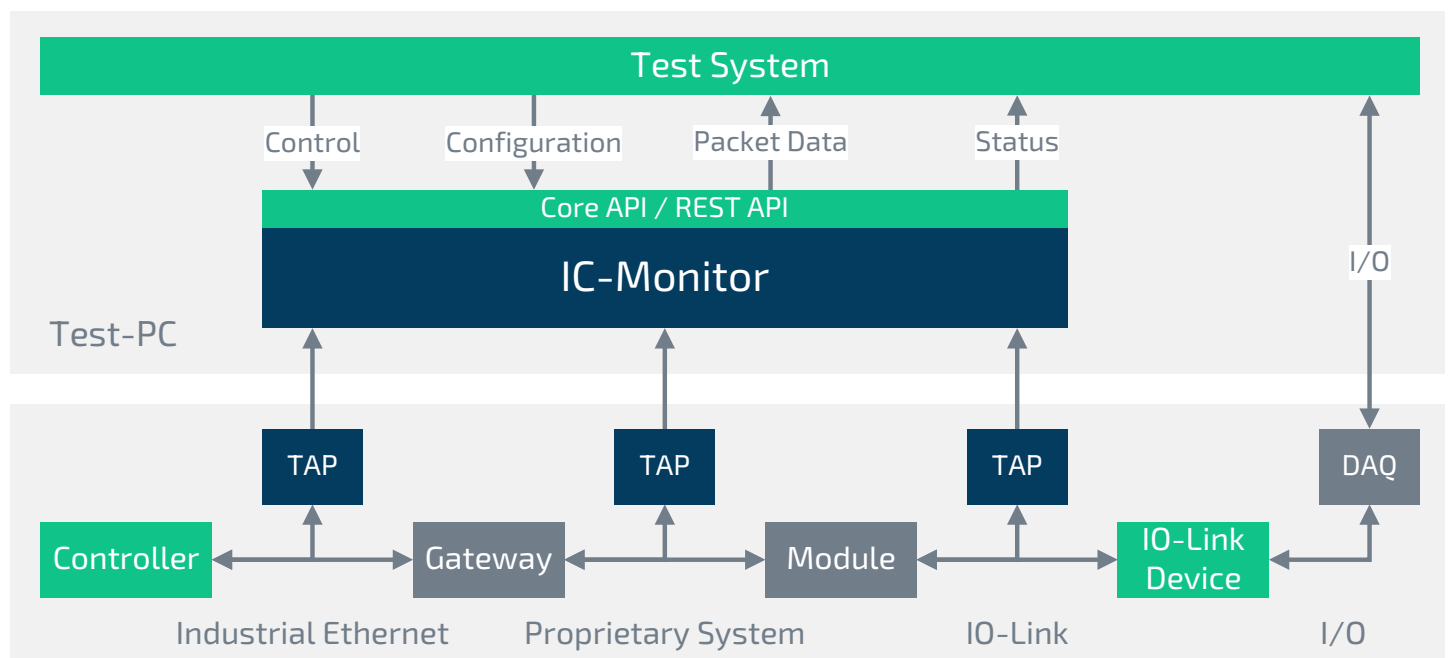 Test System
Control
Configuration
Packet Data
Status
Core API / REST API
IC-Monitor
I/O
Test-PC
TAP
TAP
TAP
DAQ
Controller
Gateway
Module
IO-Link
Device
Industrial Ethernet
Proprietary System
IO-Link
I/O